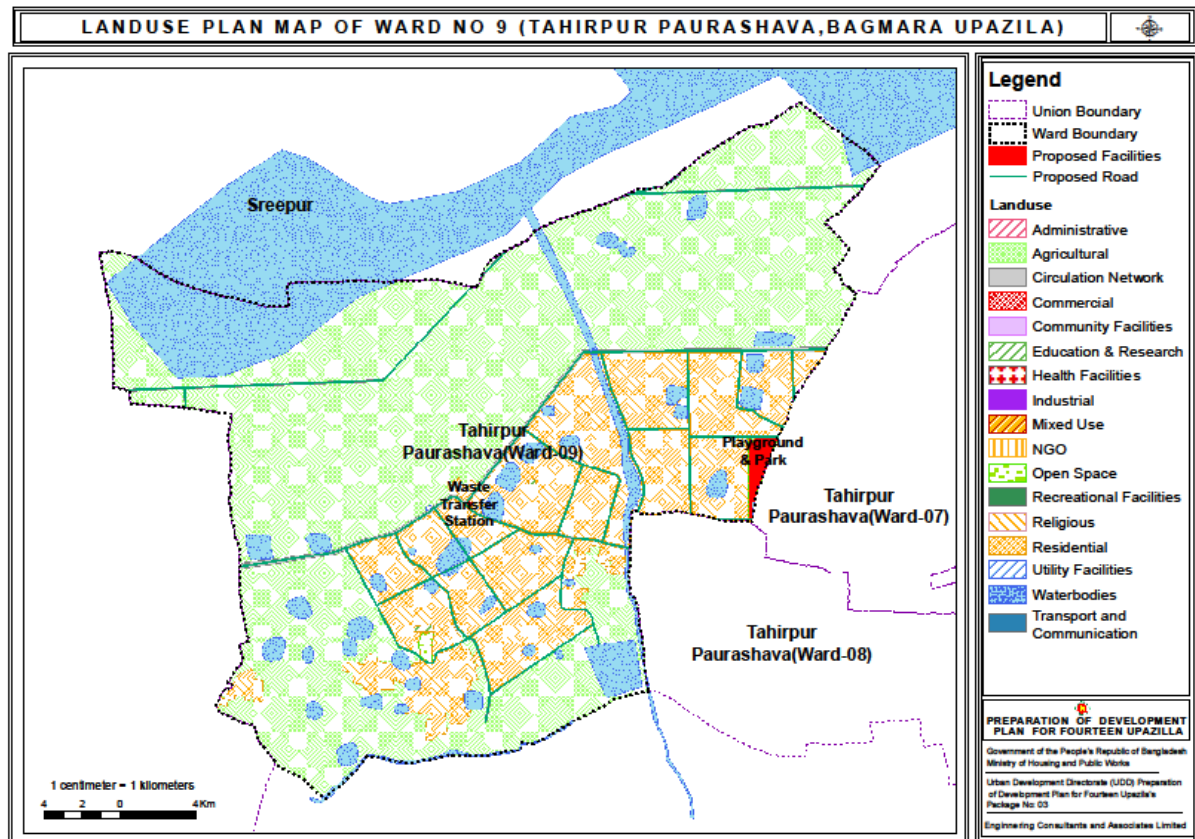 LANDUSE PLAN MAP OF WARD NO 9 (TAHIRPUR PAURASHAVA,BAGMARA UPAZILA)
Sreepur
Tahirpur
Paurashava(Ward-09)
Playground
& Park
Waste
Transfer
Station
Tahirpur
Paurashava(Ward-07)
Tahirpur
Paurashava(Ward-08)
1 centimeter = 1 kilometers
4 2 0 4Km
Legend
Union Boundary
Ward Boundary
Proposed Facilities
Proposed Road
Landuse
Administrative
Agricultural
Circulation Network
Commercial
Community Facilities
Education & Research
Health Facilities
Industrial
Mixed Use
NGO
Open Space
Recreational Facilities
Religious
Residential
Utility Facilities
Waterbodies
Transport and
Communication
PREPARATION OF DEVELOPMENT
PLAN FOR FOURTEEN UPAZILLA
Government of the People's Republic of Bangladesh
Ministry of Housing and Public Works
Urban Development Directorate (UDD) Preparation
of Development Plan for Fourteen Upazila's
Package No: 03
Enginnering Consultants and Associates Limited